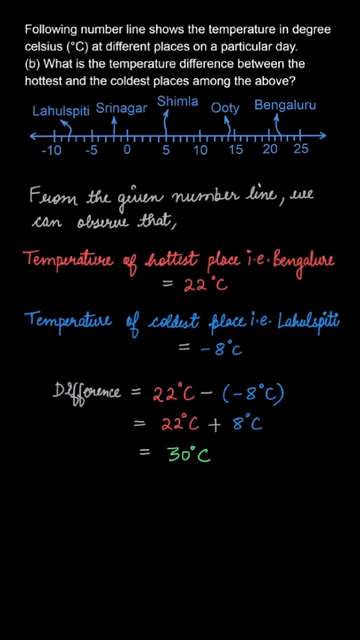 Following number line shows the temperature in degree
celsius (°C) at different places on a particular day.
(b) What is the temperature difference between the
hottest and the coldest places among the above?
Lahulspiti Srinagar Shimla Ooty Bengaluru
-10 -5 0 5 10 15 20 25
From the given number line, we
can observe that,
Temperature of hottest place i.e. Bengalure
= 22°C
Temperature of coldest place i.e. Lahulspiti
= -8°C
Difference = 22°C - (-8°C)
= 22°C + 8°C
= 30°C